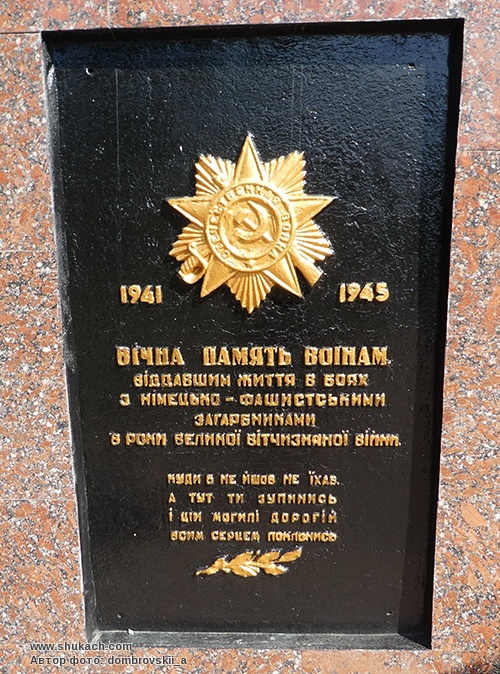 ОТЕЧЕСТВЕННАЯ ВОЙНА
1941 1945
ВІЧНА ПАМЯТЬ ВОІНАМ,
ВІДДАВШИМ ЖИТТЯ В БОЯХ
З НІМЕЦЬКО-ФАШИСТСЬКИМИ
ЗАГАРБНИКАМИ
В РОКИ ВЕЛИКОЇ ВІТЧИЗНЯНОЇ ВІЙНИ.
КУДИ Б НЕ ЙШОВ НЕ ЇХАВ,
А ТУТ ТИ ЗУПИНИСЬ
І ЦІЙ МОГИЛІ ДОРОГІЙ
ВСИМ СЕРЦЕМ ПОКЛОНИСЬ
www.shukach.com
Автор фото: dombrovskii_a